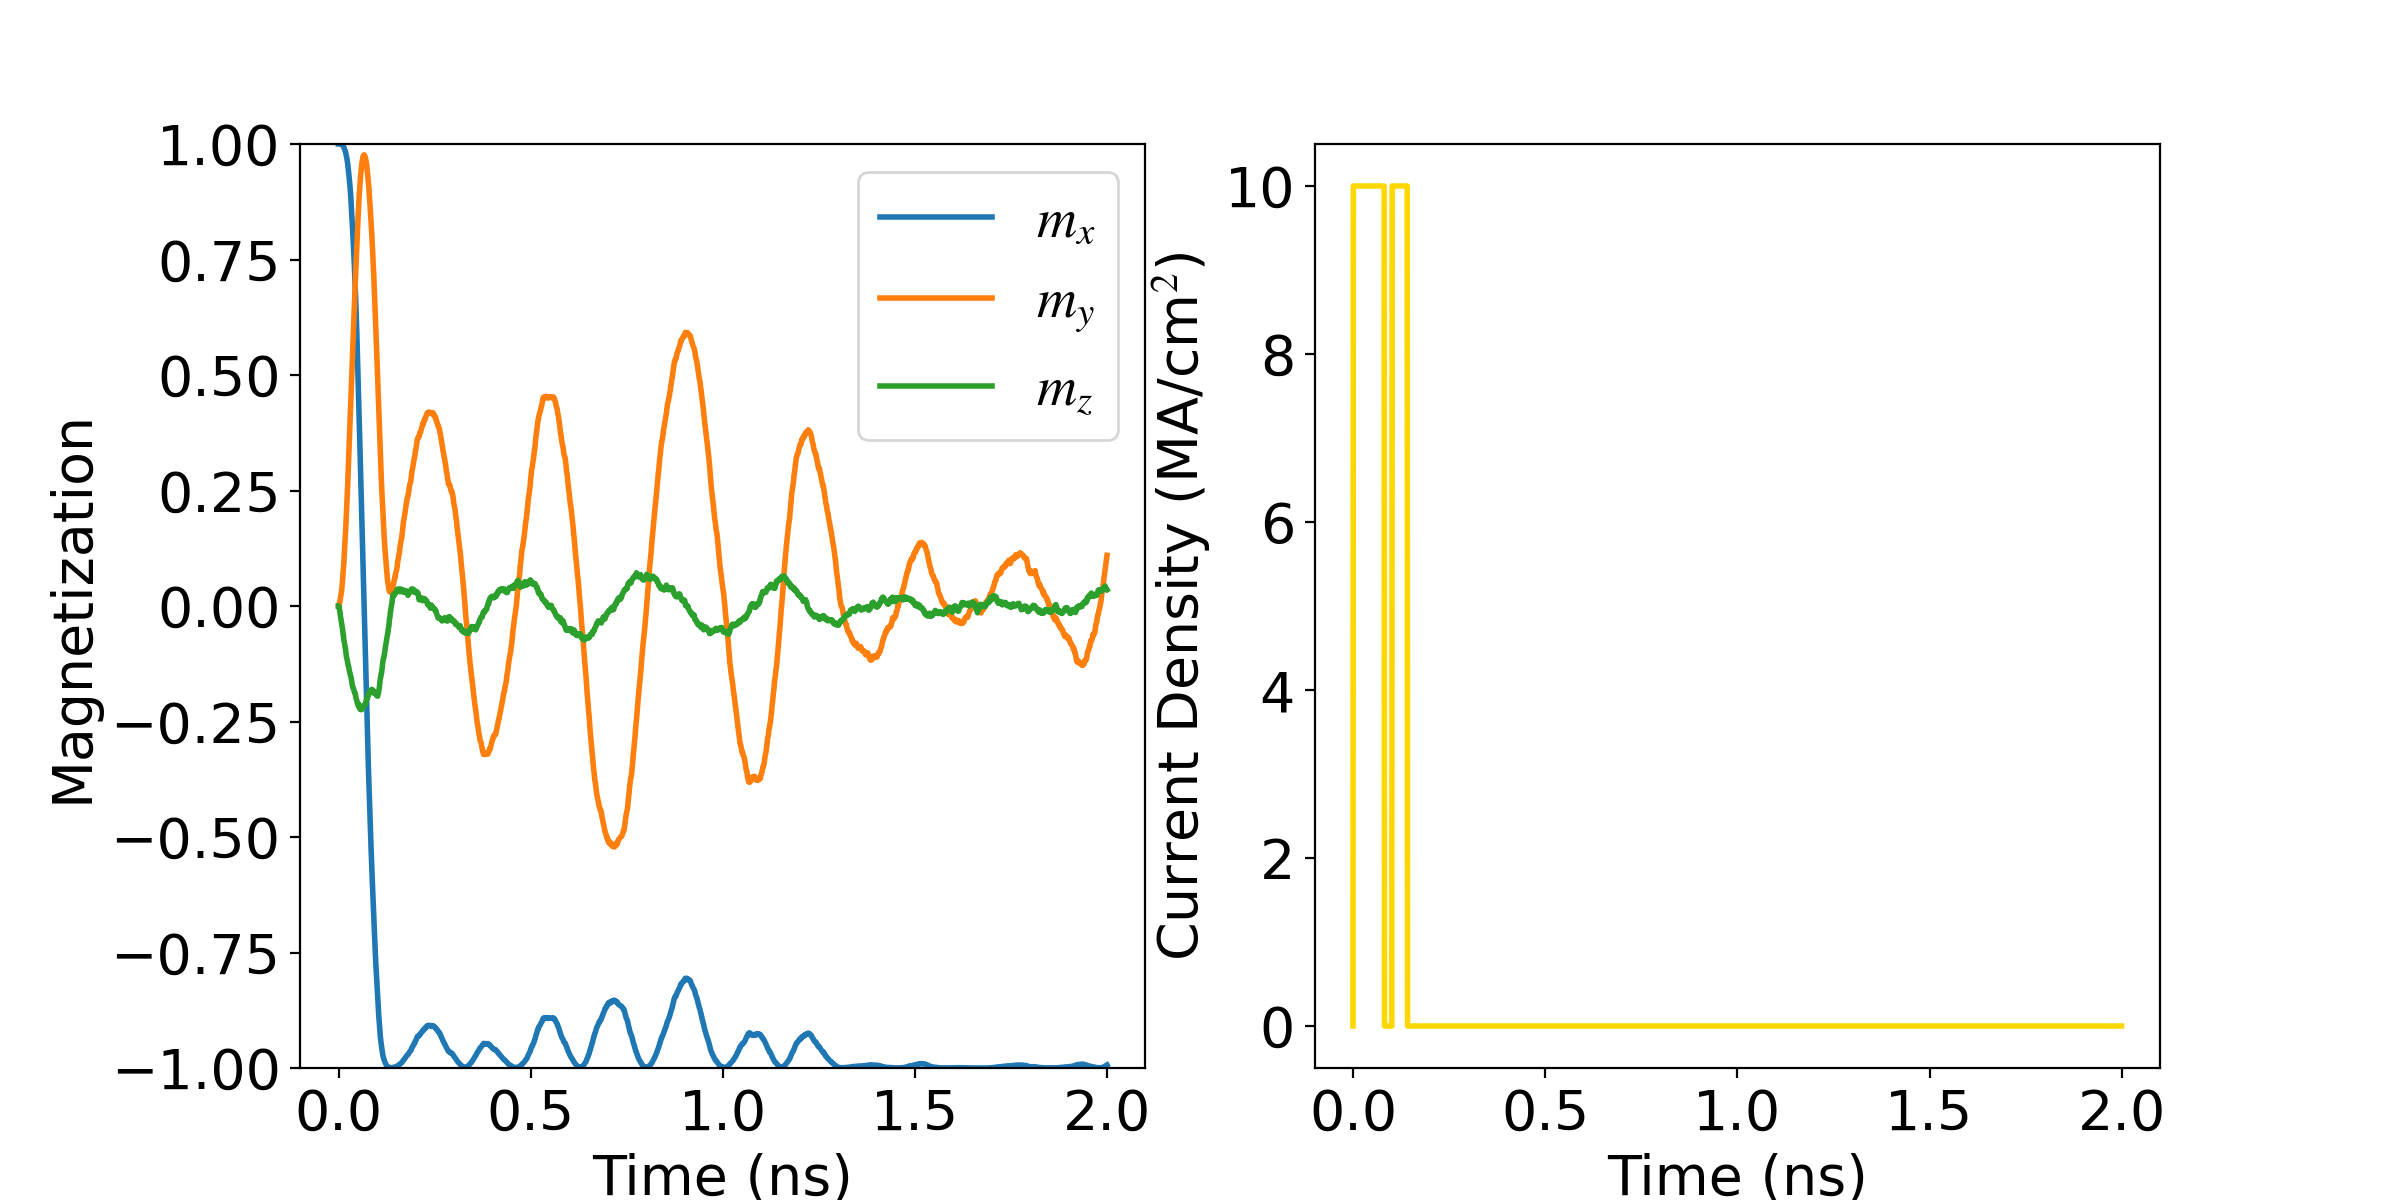 Magnetization
1.00
0.75
0.50
0.25
0.00
−0.25
−0.50
−0.75
−1.00
0.0 0.5 1.0 1.5 2.0
Time (ns)
m_x
m_y
m_z
Current Density (MA/cm²)
10
8
6
4
2
0
0.0 0.5 1.0 1.5 2.0
Time (ns)